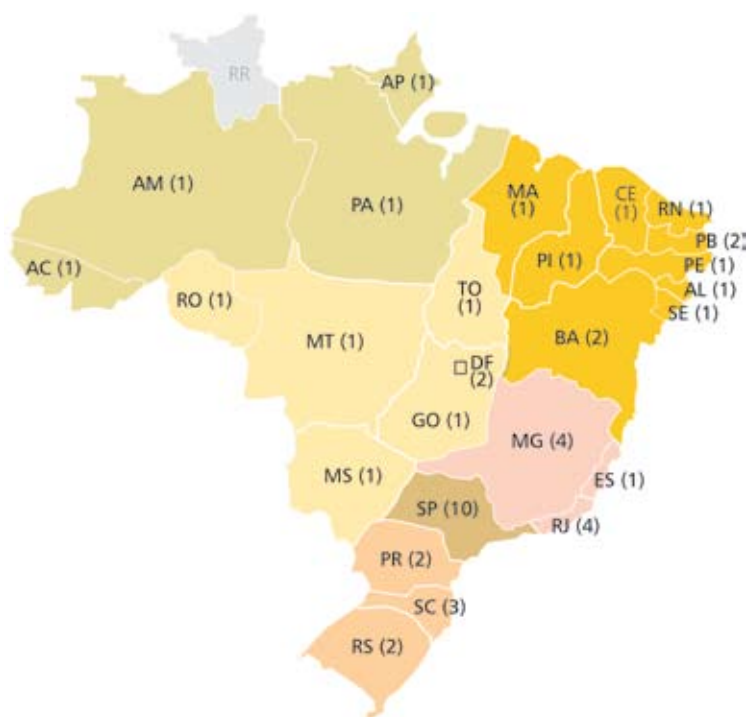 RR
AP (1)
AM (1)
PA (1)
MA
(1)
CE
(1)
RN (1)
PB (2)
PI (1)
PE (1)
AC (1)
RO (1)
TO
(1)
AL (1)
SE (1)
MT (1)
BA (2)
DF
(2)
GO (1)
MG (4)
MS (1)
ES (1)
SP (10)
RJ (4)
PR (2)
SC (3)
RS (2)